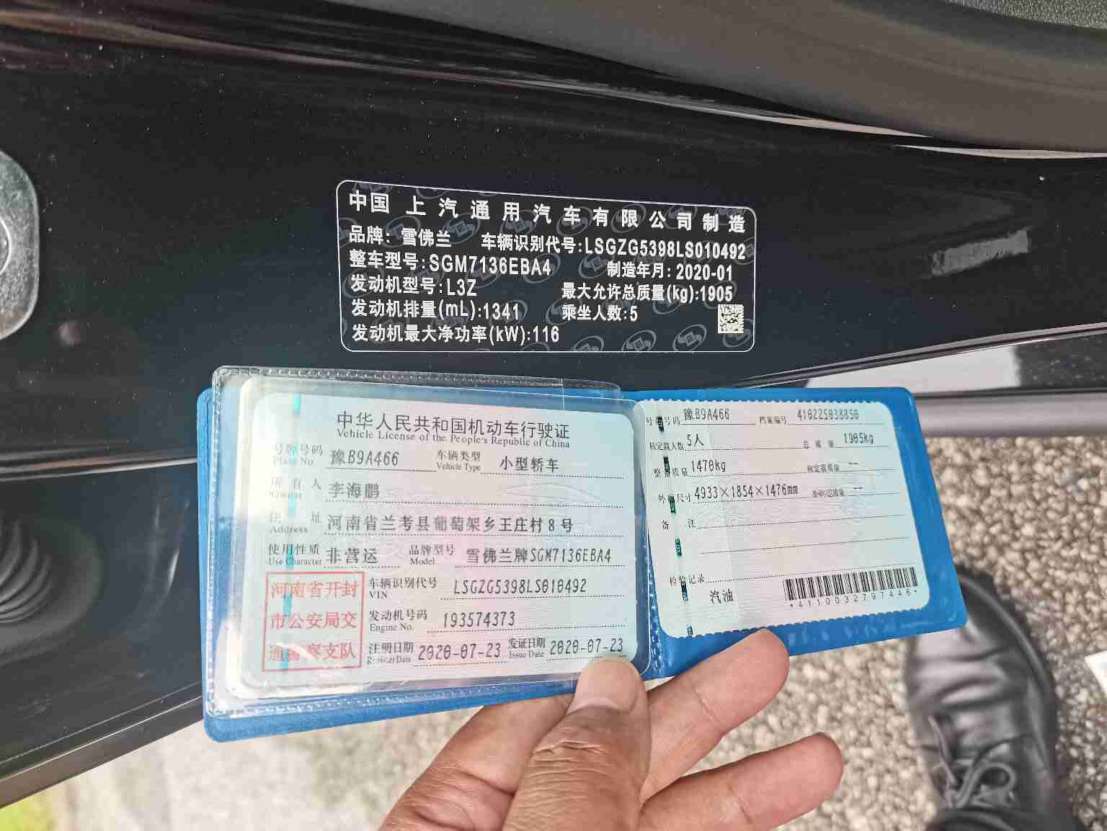 中国 上汽通用汽车有限公司制造
品牌: 雪佛兰 车辆识别代号:LSGZG5398LS010492
整车型号:SGM7136EBA4 制造年月:2020-01
发动机型号:L3Z 最大允许总质量(kg):1905
发动机排量(mL):1341 乘坐人数:5
发动机最大净功率(kW):116
中华人民共和国机动车行驶证
Vehicle License of the People's Republic of China
号牌号码 豫B9A466 车辆类型 小型轿车
Plate No. Vehicle Type
所有人 李海鹏
Owner
住 址 河南省兰考县葡萄架乡王庄村8号
Address
使用性质 非营运 品牌型号 雪佛兰牌SGM7136EBA4
Use Character Model
河南省开封
市公安局交
通警察支队
车辆识别代号 LSGZG5398LS010492
VIN
发动机号码 193574373
Engine No.
注册日期 2020-07-23 发证日期 2020-07-23
Register Date Issue Date
号牌号码 豫B9A466 档案编号
核定载人数 5人 总质量 1905kg
整备质量 1470kg 核定载质量 --
外廓尺寸 4933×1854×1476mm --
备 注
检验记录
汽油
*4110032797446*